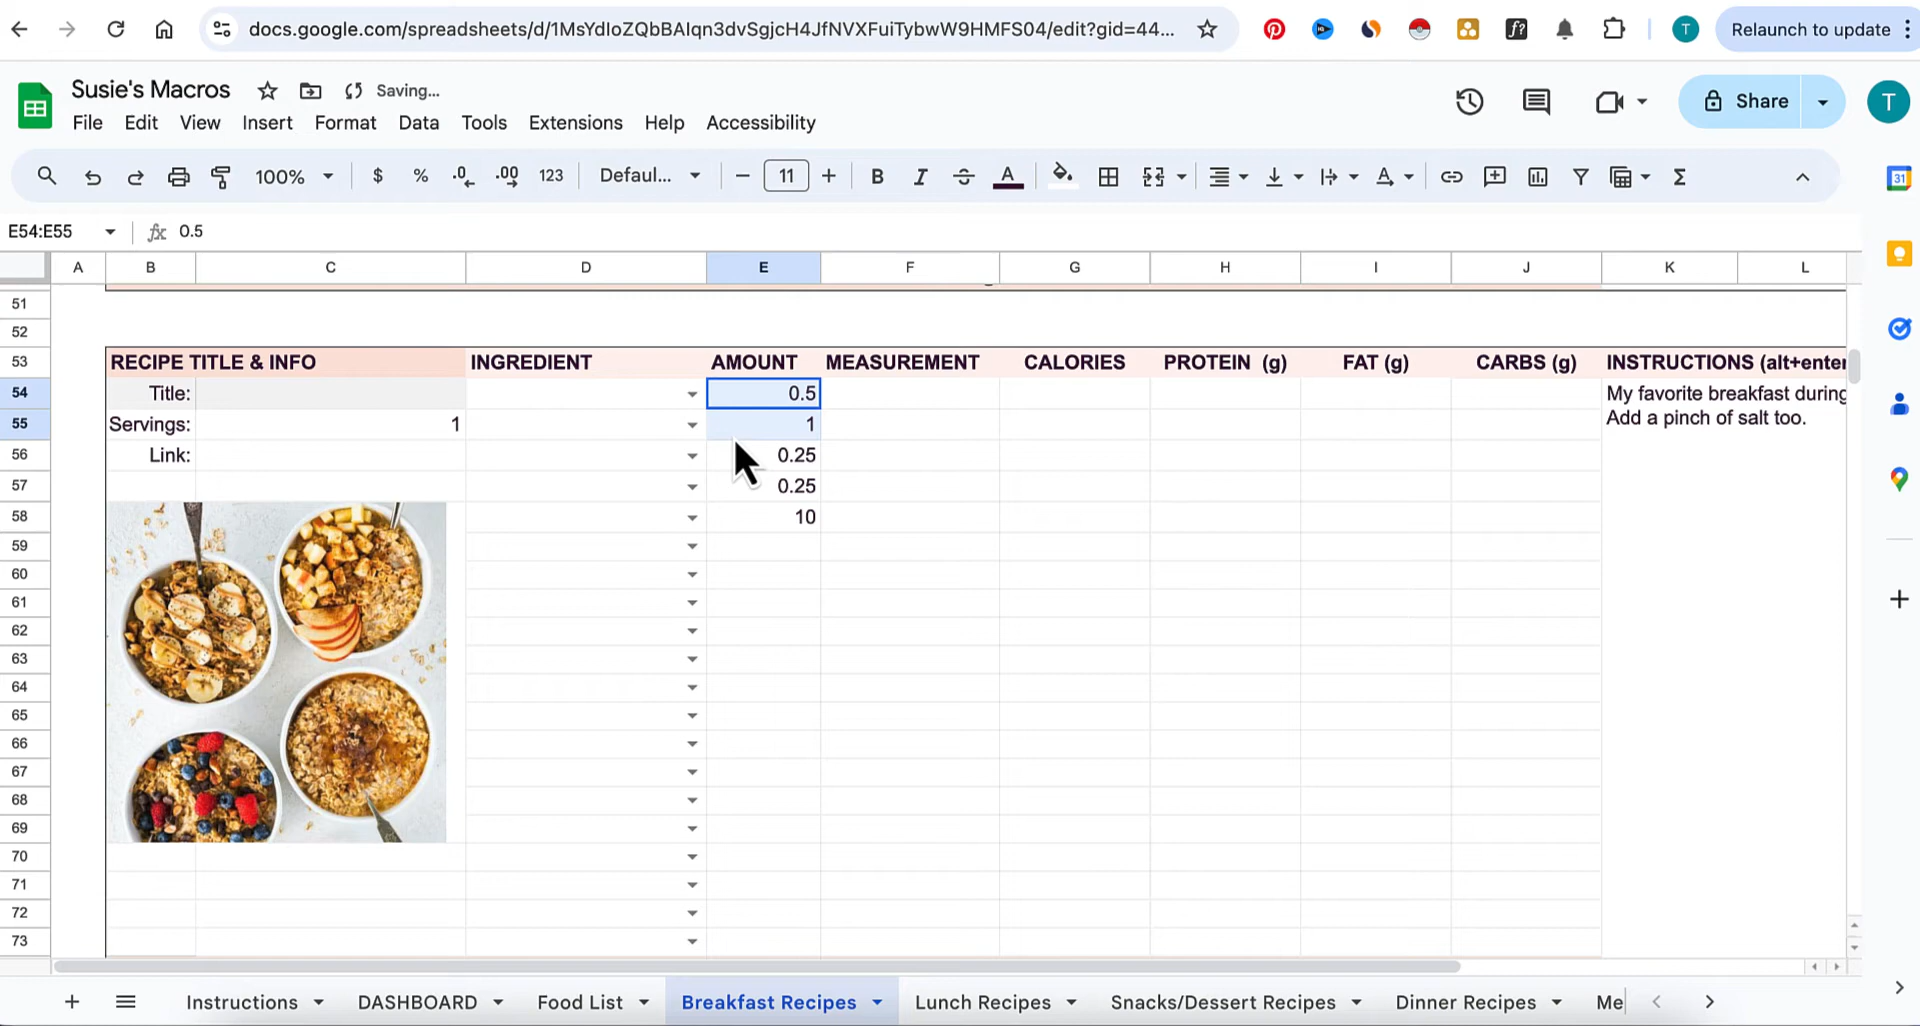 docs.google.com/spreadsheets/d/1MsYdIoZQbBAIqn3dvSgjcH4JfNVXFuiTybwW9HMFS04/edit?gid=44...
Relaunch to update
T
Susie's Macros
Saving...
File Edit View Insert Format Data Tools Extensions Help Accessibility
Share
T
100% $ % .0 .00 123 Defaul... − 11 + B I A
E54:E55 fx 0.5
A B C D E F G H I J K L
51
52
53 RECIPE TITLE & INFO INGREDIENT AMOUNT MEASUREMENT CALORIES PROTEIN (g) FAT (g) CARBS (g) INSTRUCTIONS (alt+enter
54 Title: 0.5 My favorite breakfast during
Add a pinch of salt too.
55 Servings: 1 1
56 Link: 0.25
57 0.25
58 10
59
60
61
62
63
64
65
66
67
68
69
70
71
72
73
Instructions DASHBOARD Food List Breakfast Recipes Lunch Recipes Snacks/Dessert Recipes Dinner Recipes Me